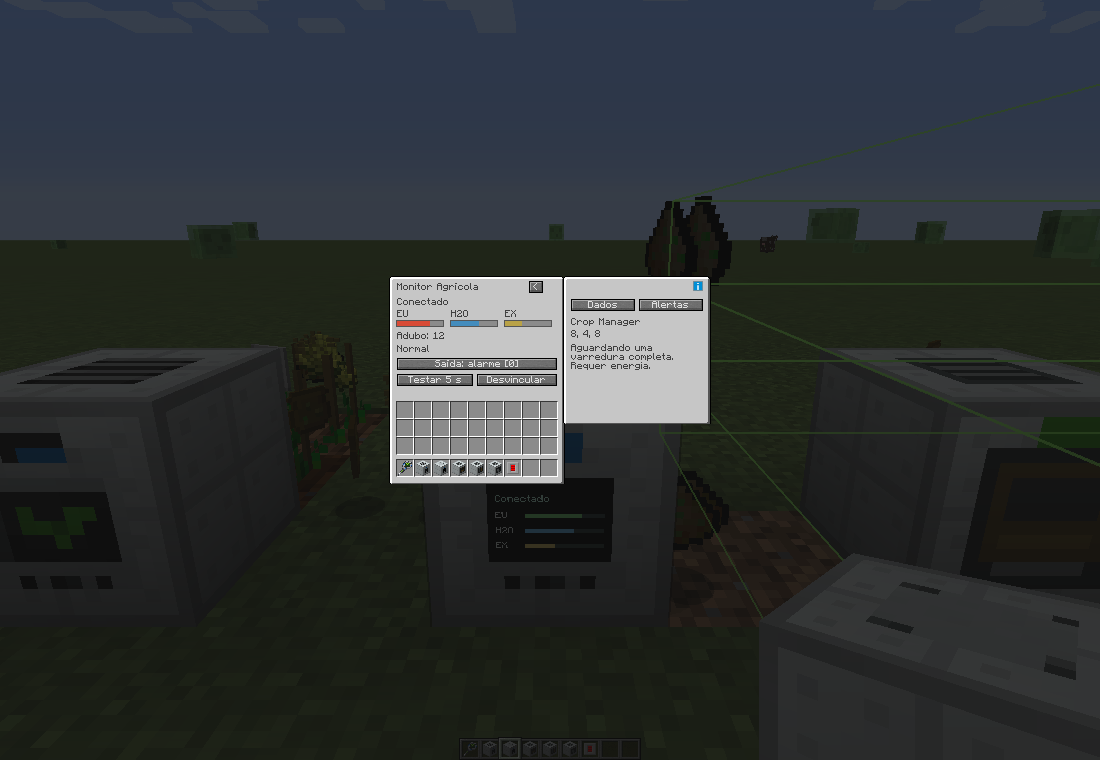 Monitor Agrícola <
Conectado
EU H2O EX
Adubo: 12
Normal
Saída: alarme [0]
Testar 5 s Desvincular
i
Dados Alertas
Crop Manager
8, 4, 8
Aguardando uma
varredura completa.
Requer energia.
Conectado
EU
H2O
EX